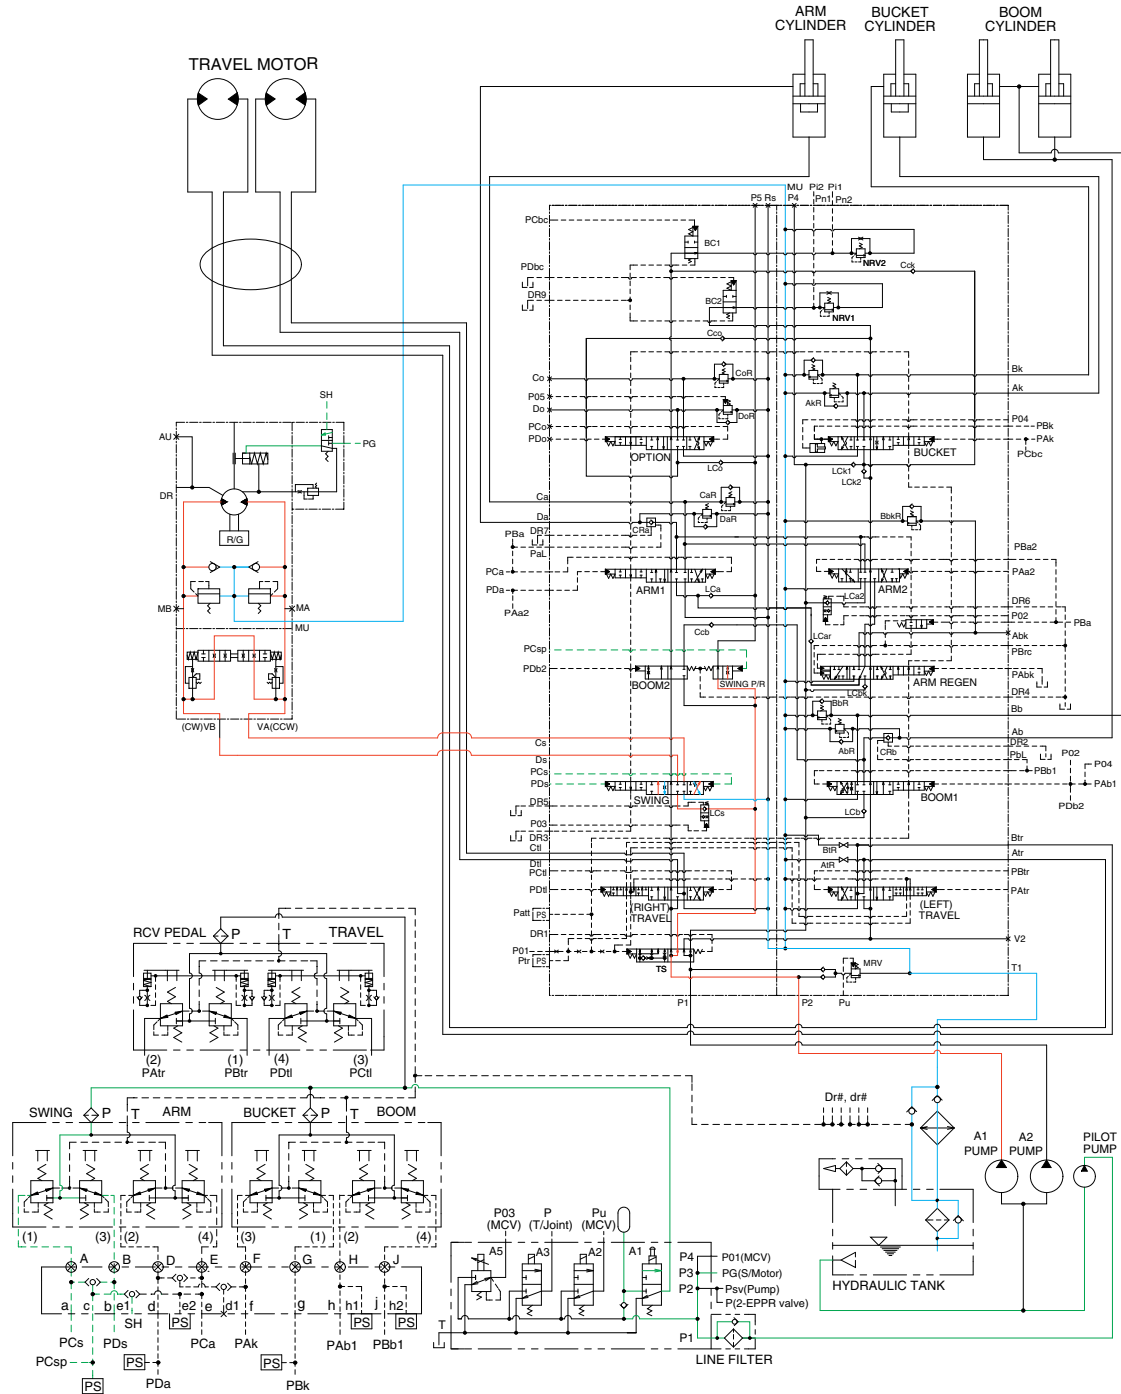 ARM
CYLINDER
BUCKET
CYLINDER
BOOM
CYLINDER
TRAVEL MOTOR
MU Pi2 Pi1
P5 Rs P4 Pn1 Pn2
PCbc
BC1
NRV2
Cck
PDbc
DR9
BC2
NRV1
Cco
CoR
Co
P05
Do
DoR
PCo
PDo
OPTION
LCo
AkR
Bk
Ak
P04
PBk
PAk
PCbc
BUCKET
LCk1
LCk2
SH
AU
PG
DR
R/G
MB
MA
MU
(CW)VB
VA(CCW)
Ca
CaR
Da
DaR
DR7
CRa
PBa
PaL
PCa
PDa
PAa2
ARM1
LCa
BbkR
PBa2
PAa2
ARM2
LCa2
DR6
P02
PBa
LCar
Abk
Ccb
PCsp
PDb2
BOOM2
SWING P/R
PBrc
PAbk
ARM REGEN
LCbk
DR4
BbR
Bb
AbR
CRb
Ab
DR2
PbL
P02
PBb1
P04
PAb1
PDb2
Cs
Ds
PCs
PDs
SWING
BOOM1
DR5
LCs
LCb
P03
DR3
Ctl
Dtl
PCtl
PDtl
BtR
Btr
AtR
Atr
PBtr
PAtr
(RIGHT)
TRAVEL
(LEFT)
TRAVEL
Patt PS
DR1
P01
Ptr PS
TS
V2
MRV
T1
P1
P2
Pu
RCV PEDAL P T TRAVEL
(2) (1) (4) (3)
PAtr PBtr PDtl PCtl
SWING P T ARM
BUCKET P T BOOM
(1) (3) (2) (4) (3) (1) (2) (4)
A B D E F G H J
a c b e1 d e2 e d1 f g h h1 j h2
SH
PS
PS
PS
PCs PDs PCa PAk PAb1 PBb1
PCsp PS PS
PS PDa PBk
Dr#, dr#
A1
PUMP
A2
PUMP
PILOT
PUMP
HYDRAULIC TANK
P03
(MCV)
P
(T/Joint)
Pu
(MCV)
A5 A3 A2 A1
P4 P01(MCV)
P3 PG(S/Motor)
P2 Psv(Pump)
P(2-EPPR valve)
T
P1
LINE FILTER